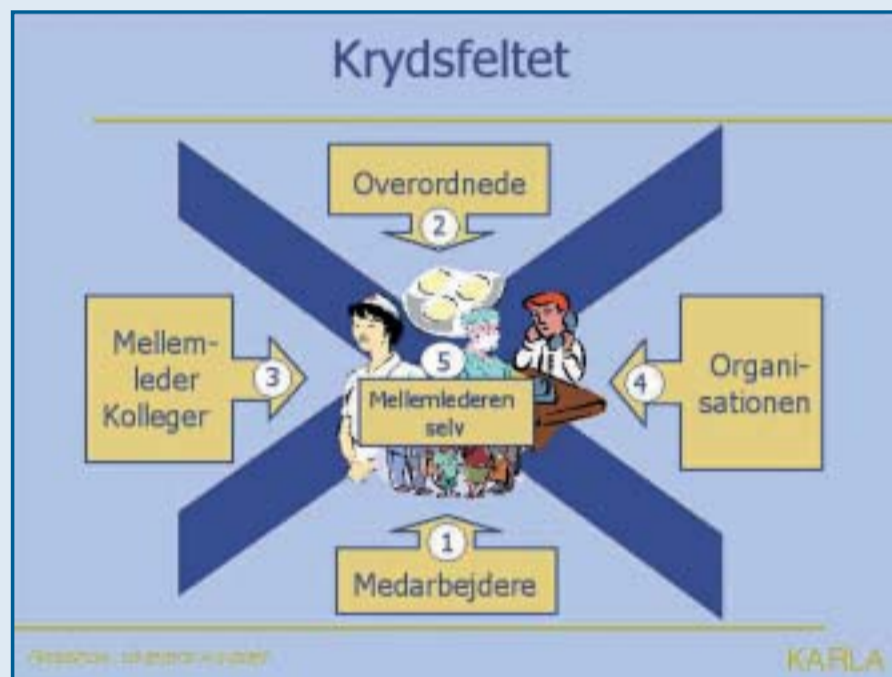 Krydsfeltet
Overordnede
2
Mellem-
leder
Kolleger
3
5
Mellemlederen
selv
4
Organi-
sationen
1
Medarbejdere
KARLA